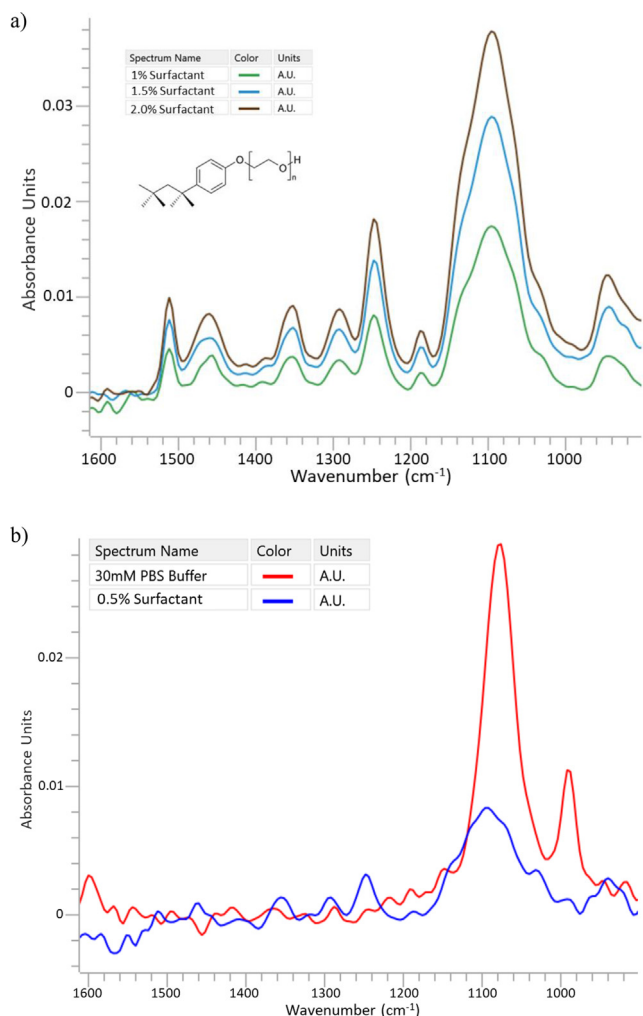 a)
Spectrum Name Color Units
1% Surfactant A.U.
1.5% Surfactant A.U.
2.0% Surfactant A.U.
O O H
n
Absorbance Units
0.03
0.02
0.01
0
1600 1500 1400 1300 1200 1100 1000
Wavenumber (cm-1)
b)
Spectrum Name Color Units
30mM PBS Buffer A.U.
0.5% Surfactant A.U.
Absorbance Units
0.02
0.01
0
1600 1500 1400 1300 1200 1100 1000
Wavenumber (cm-1)